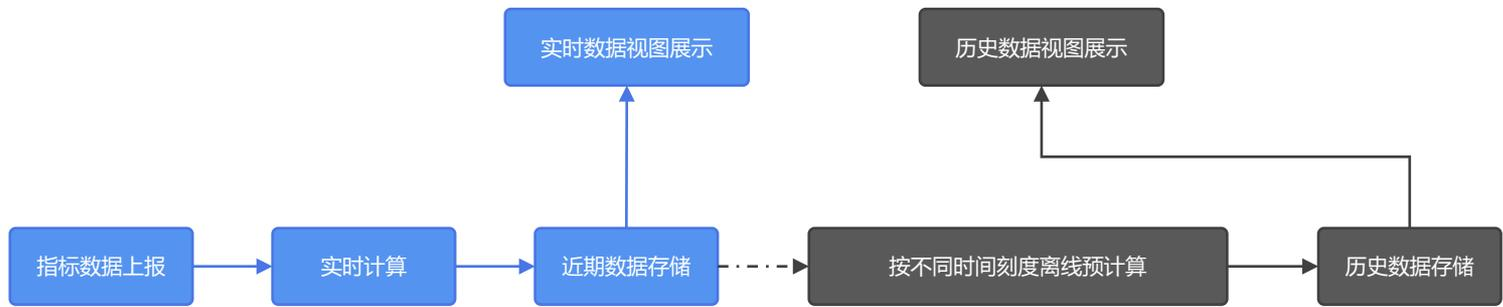 实时数据视图展示
历史数据视图展示
指标数据上报
实时计算
近期数据存储
按不同时间刻度离线预计算
历史数据存储